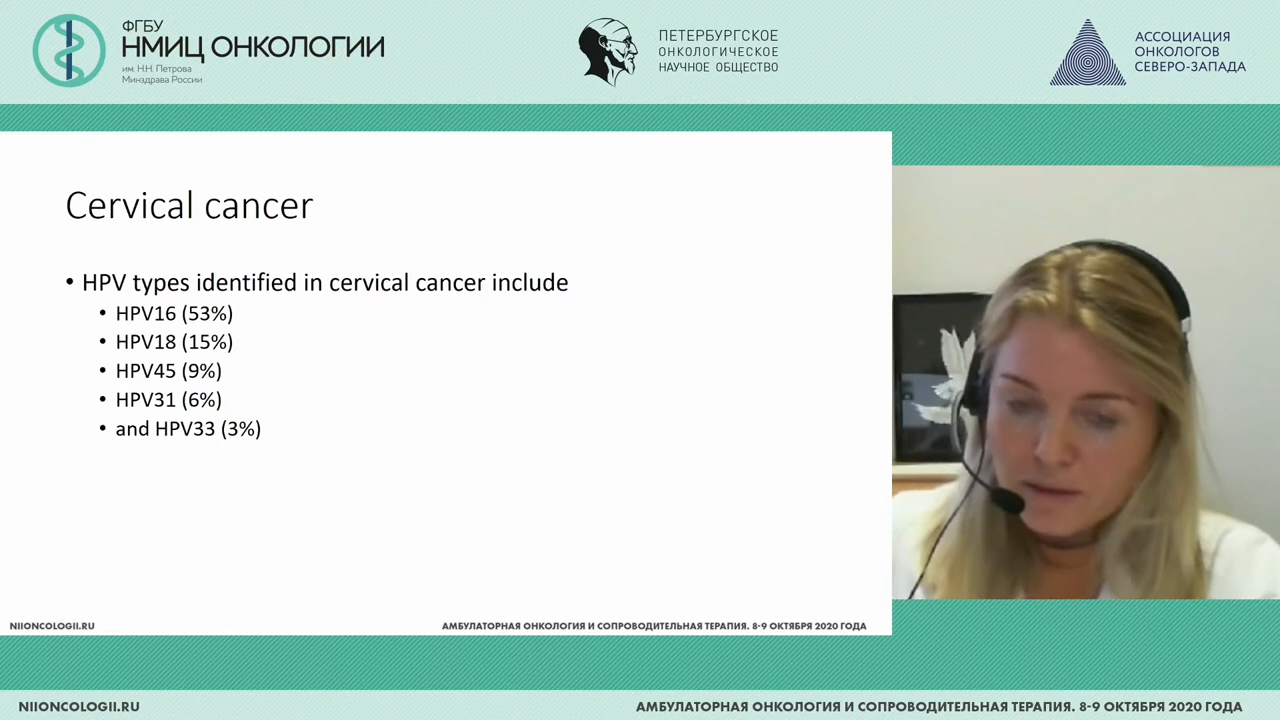 ФГБУ
НМИЦ ОНКОЛОГИИ
им. Н.Н. Петрова
Минздрава России
ПЕТЕРБУРГСКОЕ
ОНКОЛОГИЧЕСКОЕ
НАУЧНОЕ ОБЩЕСТВО
АССОЦИАЦИЯ
ОНКОЛОГОВ
СЕВЕРО-ЗАПАДА
Cervical cancer
• HPV types identified in cervical cancer include
• HPV16 (53%)
• HPV18 (15%)
• HPV45 (9%)
• HPV31 (6%)
• and HPV33 (3%)
NIIONCOLOGII.RU
АМБУЛАТОРНАЯ ОНКОЛОГИЯ И СОПРОВОДИТЕЛЬНАЯ ТЕРАПИЯ. 8-9 ОКТЯБРЯ 2020 ГОДА
NIIONCOLOGII.RU
АМБУЛАТОРНАЯ ОНКОЛОГИЯ И СОПРОВОДИТЕЛЬНАЯ ТЕРАПИЯ. 8-9 ОКТЯБРЯ 2020 ГОДА